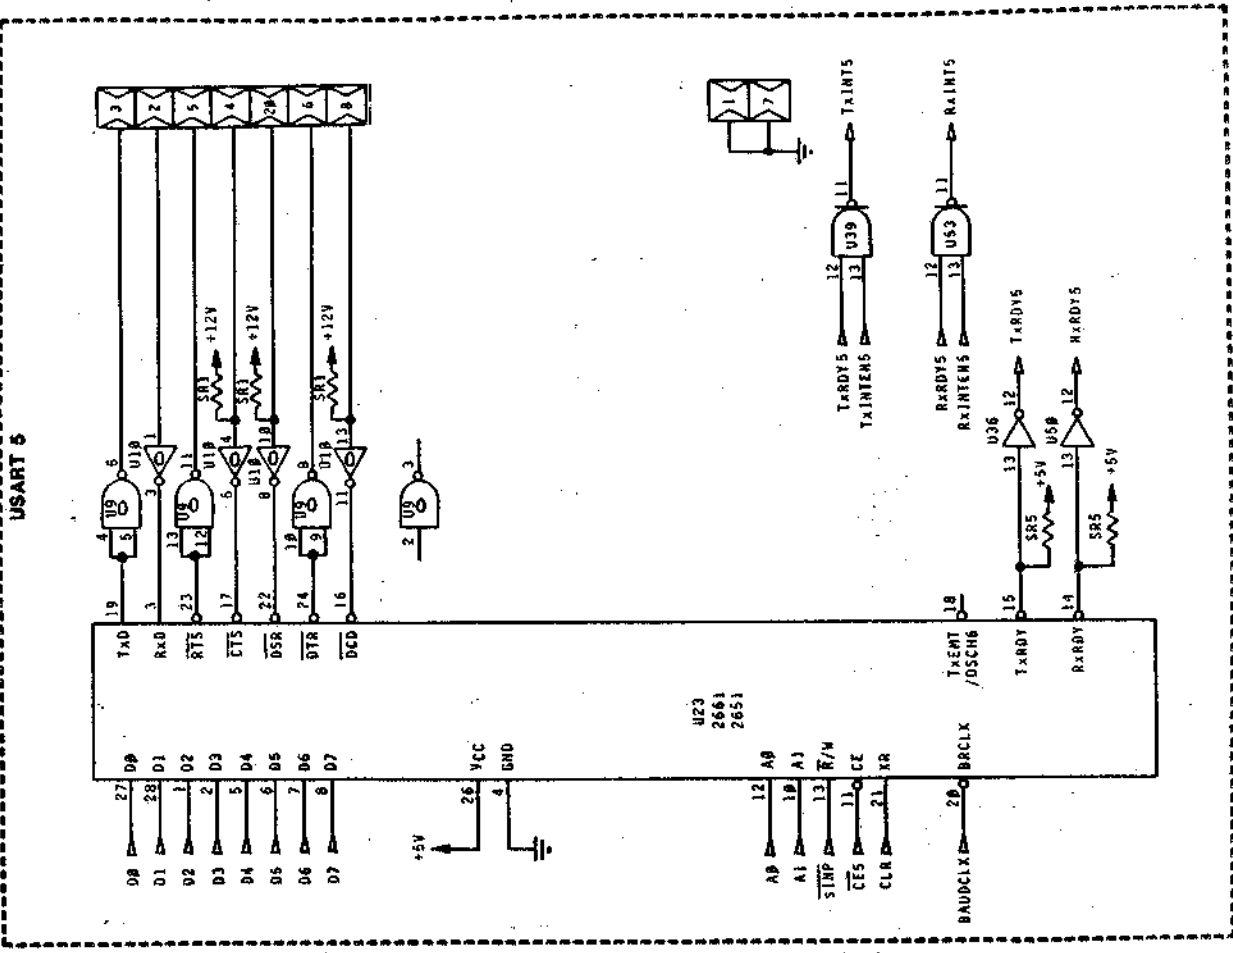 USART 5
3
2
5
4
20
6
8
1
7
TxINT5
RxINT5
11
11
U39
U53
12
13
12
13
TxRDY5
TxINTEN5
RxRDY5
RxINTEN5
TxRDY5
RxRDY5
12
12
U36
U50
13
13
+5V
+5V
SR5
SR5
+12V
+12V
+12V
SR1
SR1
SR1
6
U10
1
11
U10
4
U10
10
8
U10
13
3
U9
3
U9
6
8
U9
11
U9
4
5
13
12
10
9
2
19
3
23
17
22
24
16
18
15
14
TxD
RxD
RTS
CTS
DSR
DTR
DCD
TxEMT
/DSCHG
TxRDY
RxRDY
U23
2661
2651
D0
D1
D2
D3
D4
D5
D6
D7
VCC
GND
A0
A1
R/W
CE
XR
BRCLK
27
28
1
2
5
6
7
8
26
4
12
10
13
11
21
20
+5V
D0
D1
D2
D3
D4
D5
D6
D7
A0
A1
SINP
CE5
CLR
BAUDCLK